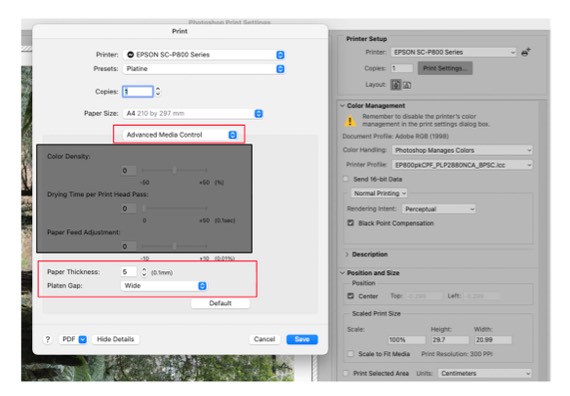 Photoshop Print Settings
Print
Printer: EPSON SC-P800 Series
Presets: Platine
Copies: 1
Paper Size: A4 210 by 297 mm
Advanced Media Control
Color Density:
0
-50 +50 (%)
Drying Time per Print Head Pass:
0
0 +50 (0.1sec)
Paper Feed Adjustment:
0
-10 +10 (0.01%)
Paper Thickness: 5 (0.1mm)
Platen Gap: Wide
Default
? PDF Hide Details Cancel Save
Printer Setup
Printer: EPSON SC-P800 Series
Copies: 1 Print Settings...
Layout:
Color Management
Remember to disable the printer's color
management in the print settings dialog box.
Document Profile: Adobe RGB (1998)
Color Handling: Photoshop Manages Colors
Printer Profile: EP800pkCPF_PLP2880NCA_BPSC.icc
Send 16-bit Data
Normal Printing
Rendering Intent: Perceptual
Black Point Compensation
Description
Position and Size
Position
Center Top: -0.299 Left: -0.299
Scaled Print Size
Scale: Height: Width:
100% 29.7 20.99
Scale to Fit Media Print Resolution: 300 PPI
Print Selected Area Units: Centimeters